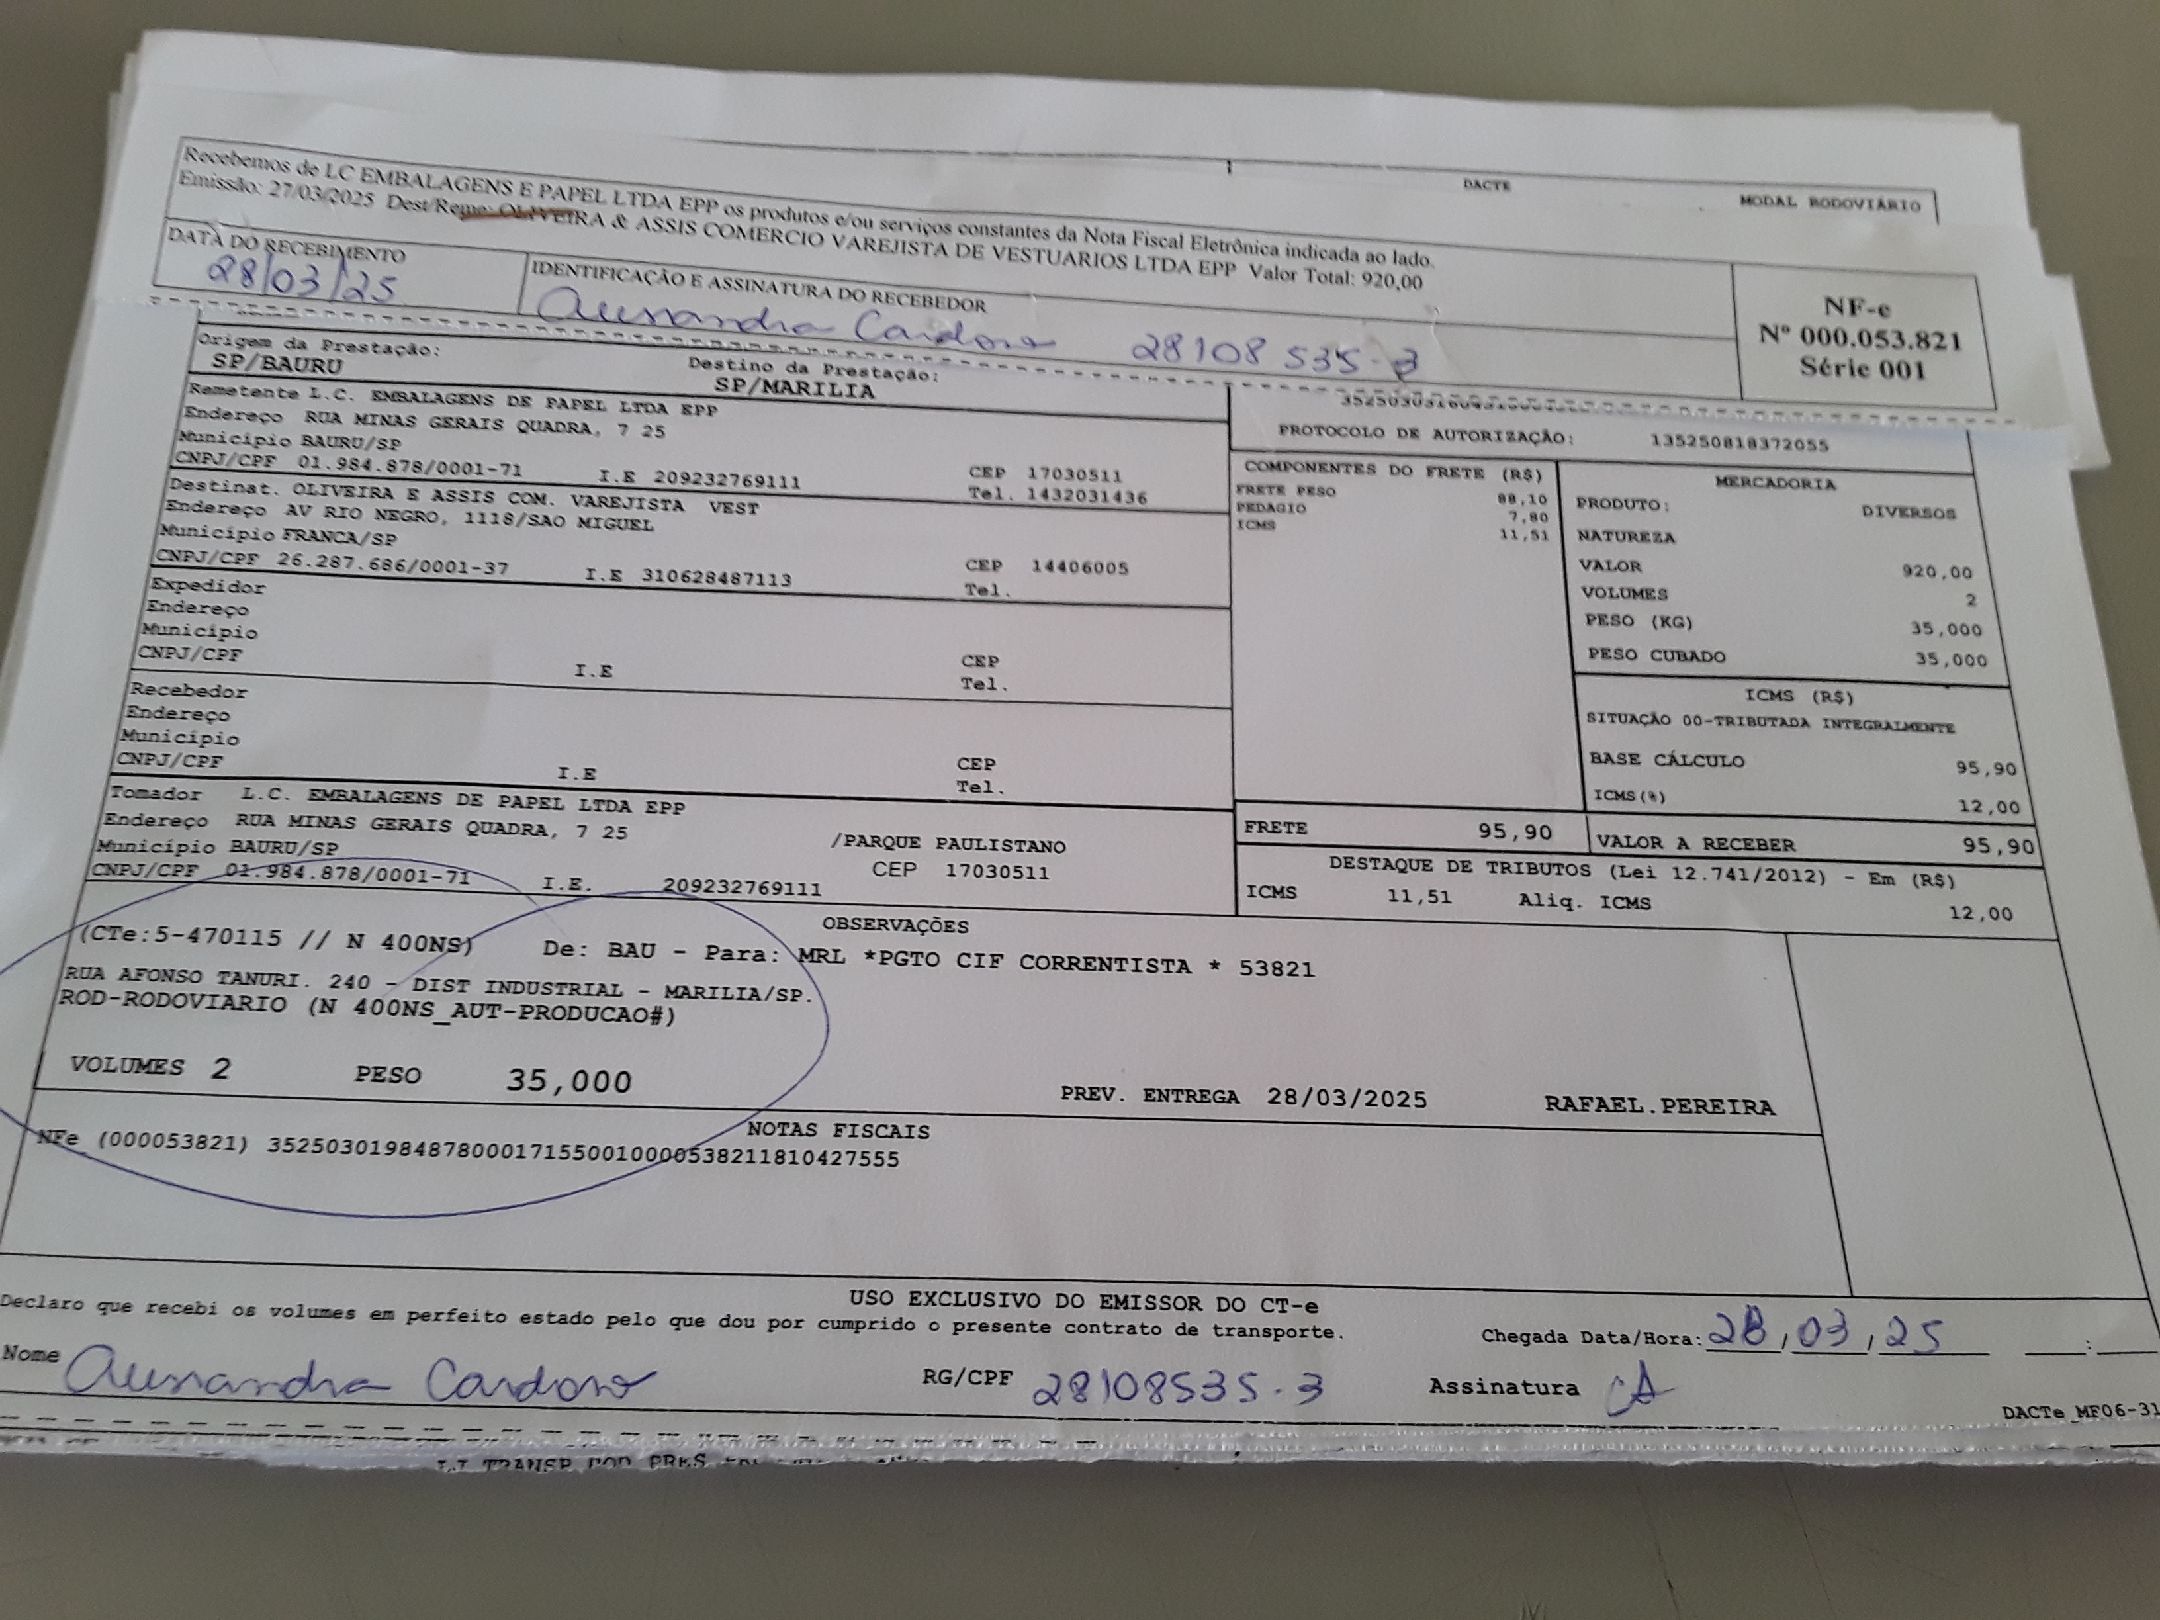 DACTE
MODAL RODOVIÁRIO
Recebemos de LC EMBALAGENS E PAPEL LTDA EPP os produtos e/ou serviços constantes da Nota Fiscal Eletrônica indicada ao lado.
Emissão: 27/03/2025 Dest/Reme: OLIVEIRA & ASSIS COMERCIO VAREJISTA DE VESTUARIOS LTDA EPP Valor Total: 920,00
DATA DO RECEBIMENTO
28/03/25
IDENTIFICAÇÃO E ASSINATURA DO RECEBEDOR
Alessandra Cardoso 28108535-3
NF-e
Nº 000.053.821
Série 001
Origem da Prestação:
SP/BAURU
Destino da Prestação:
SP/MARILIA
Remetente L.C. EMBALAGENS DE PAPEL LTDA EPP
Endereço RUA MINAS GERAIS QUADRA, 7 25
Município BAURU/SP
CNPJ/CPF 01.984.878/0001-71 I.E 209232769111
CEP 17030511
Tel. 1432031436
Destinat. OLIVEIRA E ASSIS COM. VAREJISTA VEST
Endereço AV RIO NEGRO, 1118/SAO MIGUEL
Município FRANCA/SP
CNPJ/CPF 26.287.686/0001-37 I.E 310628487113
CEP 14406005
Tel.
Expedidor
Endereço
Município
CNPJ/CPF
I.E
CEP
Tel.
Recebedor
Endereço
Município
CNPJ/CPF
I.E
CEP
Tel.
Tomador L.C. EMBALAGENS DE PAPEL LTDA EPP
Endereço RUA MINAS GERAIS QUADRA, 7 25 /PARQUE PAULISTANO
Município BAURU/SP CEP 17030511
CNPJ/CPF 01.984.878/0001-71 I.E. 209232769111
PROTOCOLO DE AUTORIZAÇÃO: 135250818372055
COMPONENTES DO FRETE (R$)
FRETE PESO 88,10
PEDAGIO 7,80
ICMS 11,51
MERCADORIA
PRODUTO: DIVERSOS
NATUREZA
VALOR 920,00
VOLUMES 2
PESO (KG) 35,000
PESO CUBADO 35,000
ICMS (R$)
SITUAÇÃO 00-TRIBUTADA INTEGRALMENTE
BASE CÁLCULO 95,90
ICMS(%) 12,00
FRETE 95,90
VALOR A RECEBER 95,90
DESTAQUE DE TRIBUTOS (Lei 12.741/2012) - Em (R$)
ICMS 11,51 Aliq. ICMS 12,00
OBSERVAÇÕES
(CTe:5-470115 // N 400NS) De: BAU - Para: MRL *PGTO CIF CORRENTISTA * 53821
RUA AFONSO TANURI. 240 - DIST INDUSTRIAL - MARILIA/SP.
ROD-RODOVIARIO (N 400NS_AUT-PRODUCAO#)
VOLUMES 2 PESO 35,000
PREV. ENTREGA 28/03/2025 RAFAEL.PEREIRA
NOTAS FISCAIS
NFe (000053821) 35250301984878000171550010000538211810427555
USO EXCLUSIVO DO EMISSOR DO CT-e
Declaro que recebi os volumes em perfeito estado pelo que dou por cumprido o presente contrato de transporte.
Chegada Data/Hora: 28,03,25
Nome Alessandra Cardoso RG/CPF 28108535-3 Assinatura CA
DACTe_MF06-31